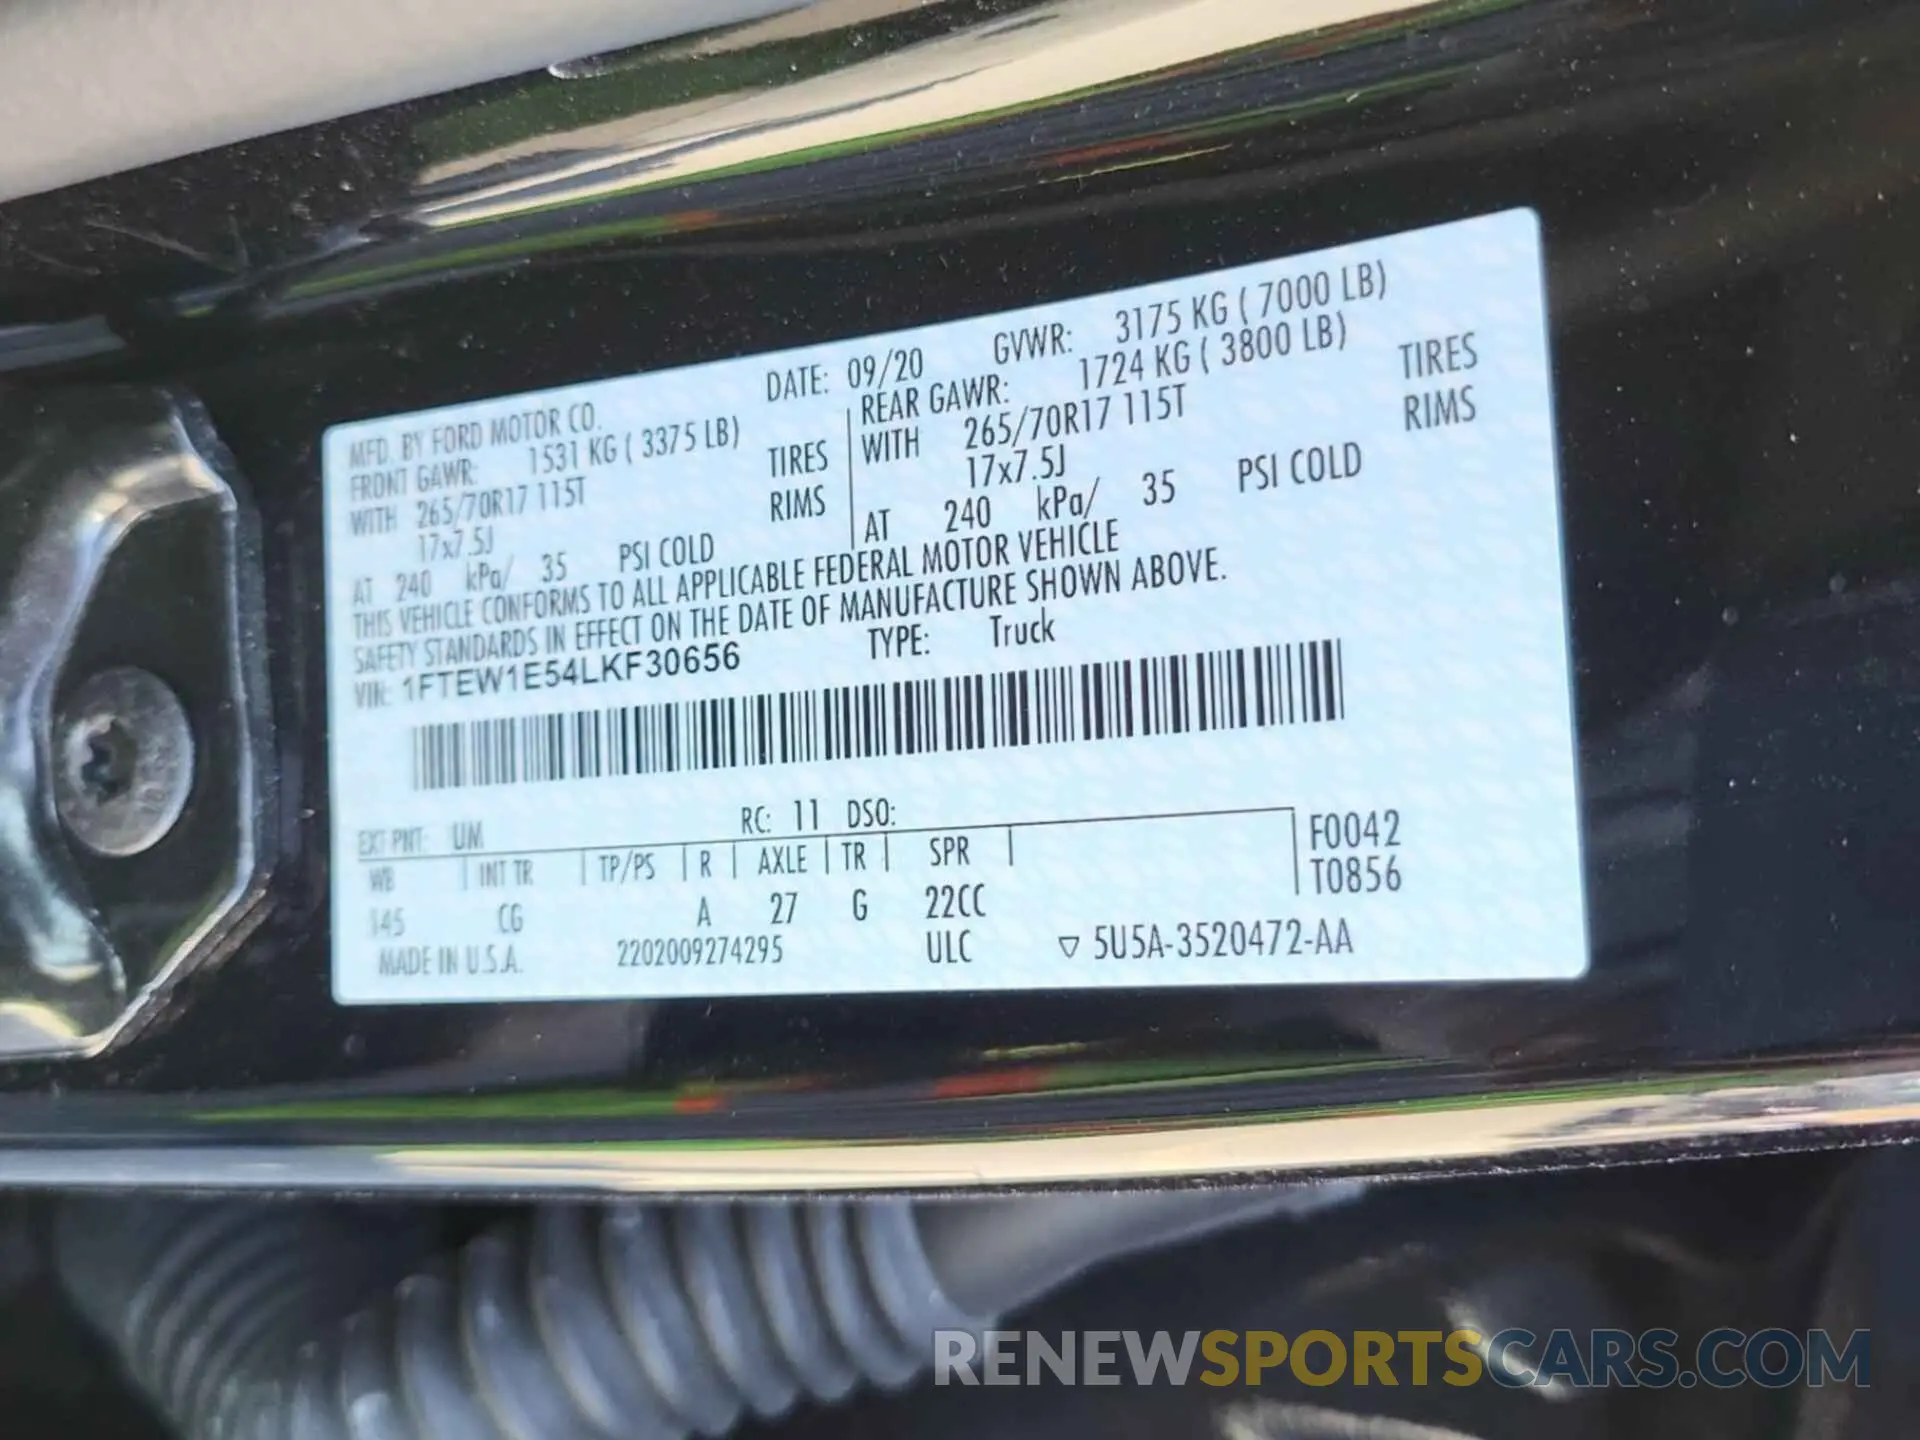 MFD. BY FORD MOTOR CO. DATE: 09/20 GVWR: 3175 KG ( 7000 LB)
FRONT GAWR: 1531 KG ( 3375 LB) REAR GAWR: 1724 KG ( 3800 LB)
WITH 265/70R17 115T TIRES WITH 265/70R17 115T TIRES
17x7.5J RIMS 17x7.5J RIMS
AT 240 kPa/ 35 PSI COLD AT 240 kPa/ 35 PSI COLD
THIS VEHICLE CONFORMS TO ALL APPLICABLE FEDERAL MOTOR VEHICLE
SAFETY STANDARDS IN EFFECT ON THE DATE OF MANUFACTURE SHOWN ABOVE.
VIN: 1FTEW1E54LKF30656 TYPE: Truck
EXT PNT: UM RC: 11 DSO:
WB INT TR TP/PS R AXLE TR SPR F0042
145 CG A 27 G 22CC T0856
MADE IN U.S.A. 2202009274295 ULC ▽ 5U5A-3520472-AA
RENEWSPORTSCARS.COM